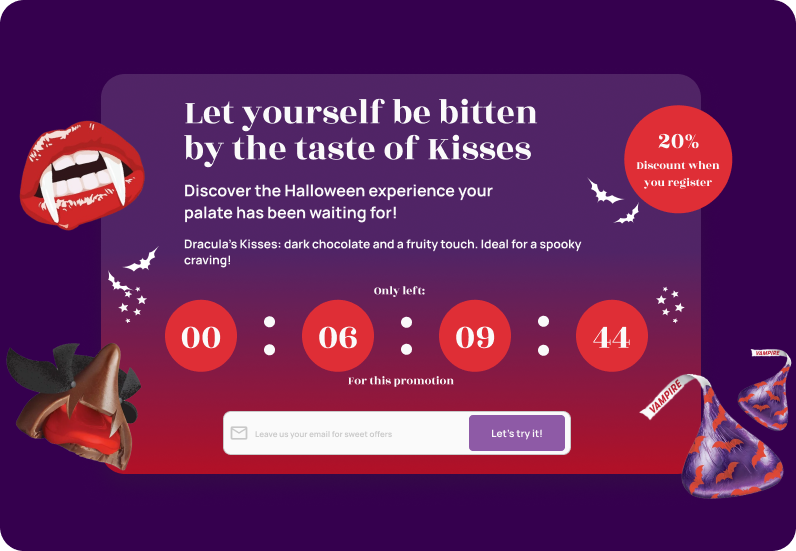 Let yourself be bitten
by the taste of Kisses
20%
Discount when
you register
Discover the Halloween experience your
palate has been waiting for!
Dracula's Kisses: dark chocolate and a fruity touch. Ideal for a spooky
craving!
Only left:
00 : 06 : 09 : 44
For this promotion
VAMPIRE
VAMPIRE
Leave us your email for sweet offers
Let's try it!